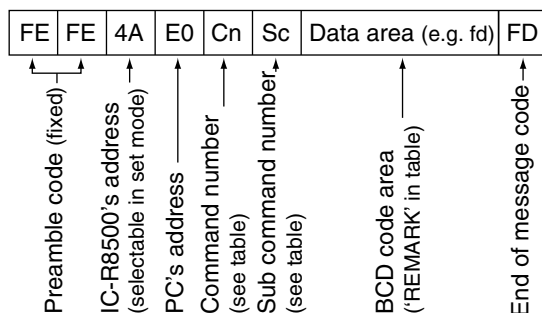 FE FE 4A E0 Cn Sc Data area (e.g. fd) FD
Preamble code (fixed)
IC-R8500's address
(selectable in set mode)
PC's address
Command number
(see table)
Sub command number
(see table)
BCD code area
('REMARK' in table)
End of message code